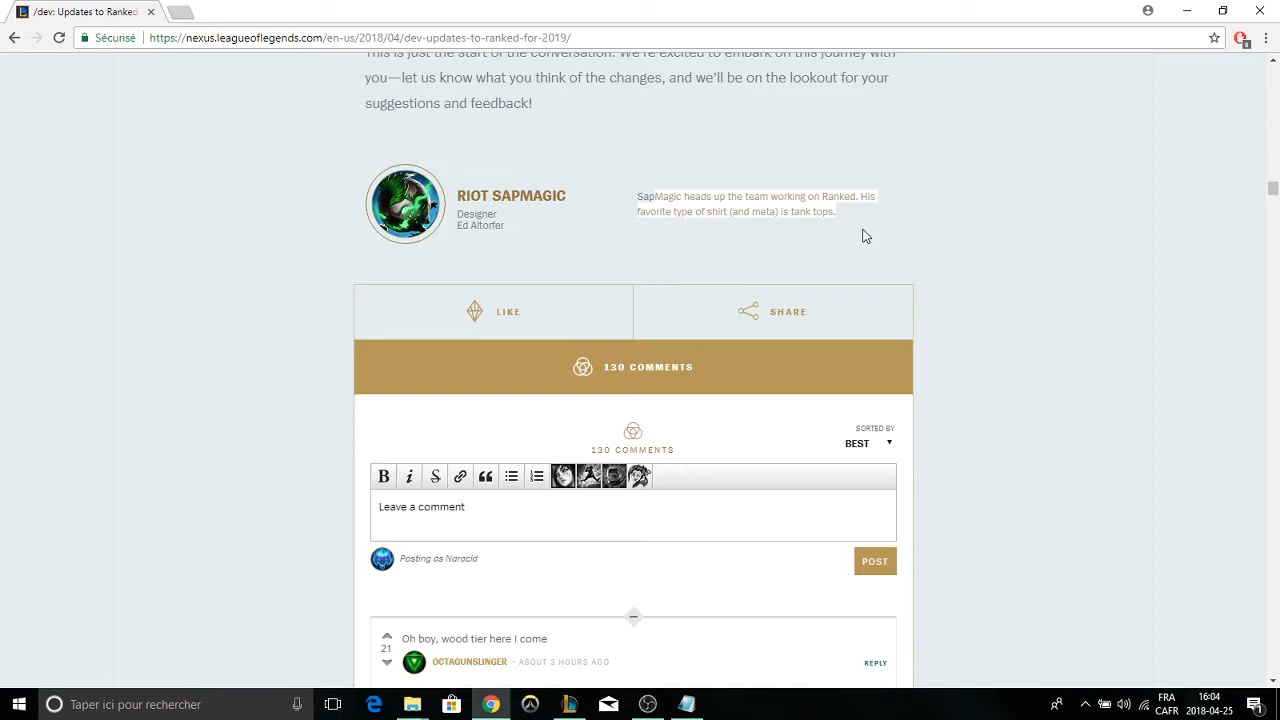 /dev: Updates to Ranked
Sécurisé
https://nexus.leagueoflegends.com/en-us/2018/04/dev-updates-to-ranked-for-2019/
This is just the start of the conversation. We're excited to embark on this journey with
you—let us know what you think of the changes, and we'll be on the lookout for your
suggestions and feedback!
RIOT SAPMAGIC
Designer
Ed Altorfer
SapMagic heads up the team working on Ranked. His
favorite type of shirt (and meta) is tank tops.
LIKE
SHARE
130 COMMENTS
130 COMMENTS
SORTED BY
BEST
B i S
Leave a comment
Posting as Naracid
POST
Oh boy, wood tier here I come
21
OCTAGUNSLINGER - ABOUT 3 HOURS AGO
REPLY
Taper ici pour rechercher
FRA
CAFR
16:04
2018-04-25